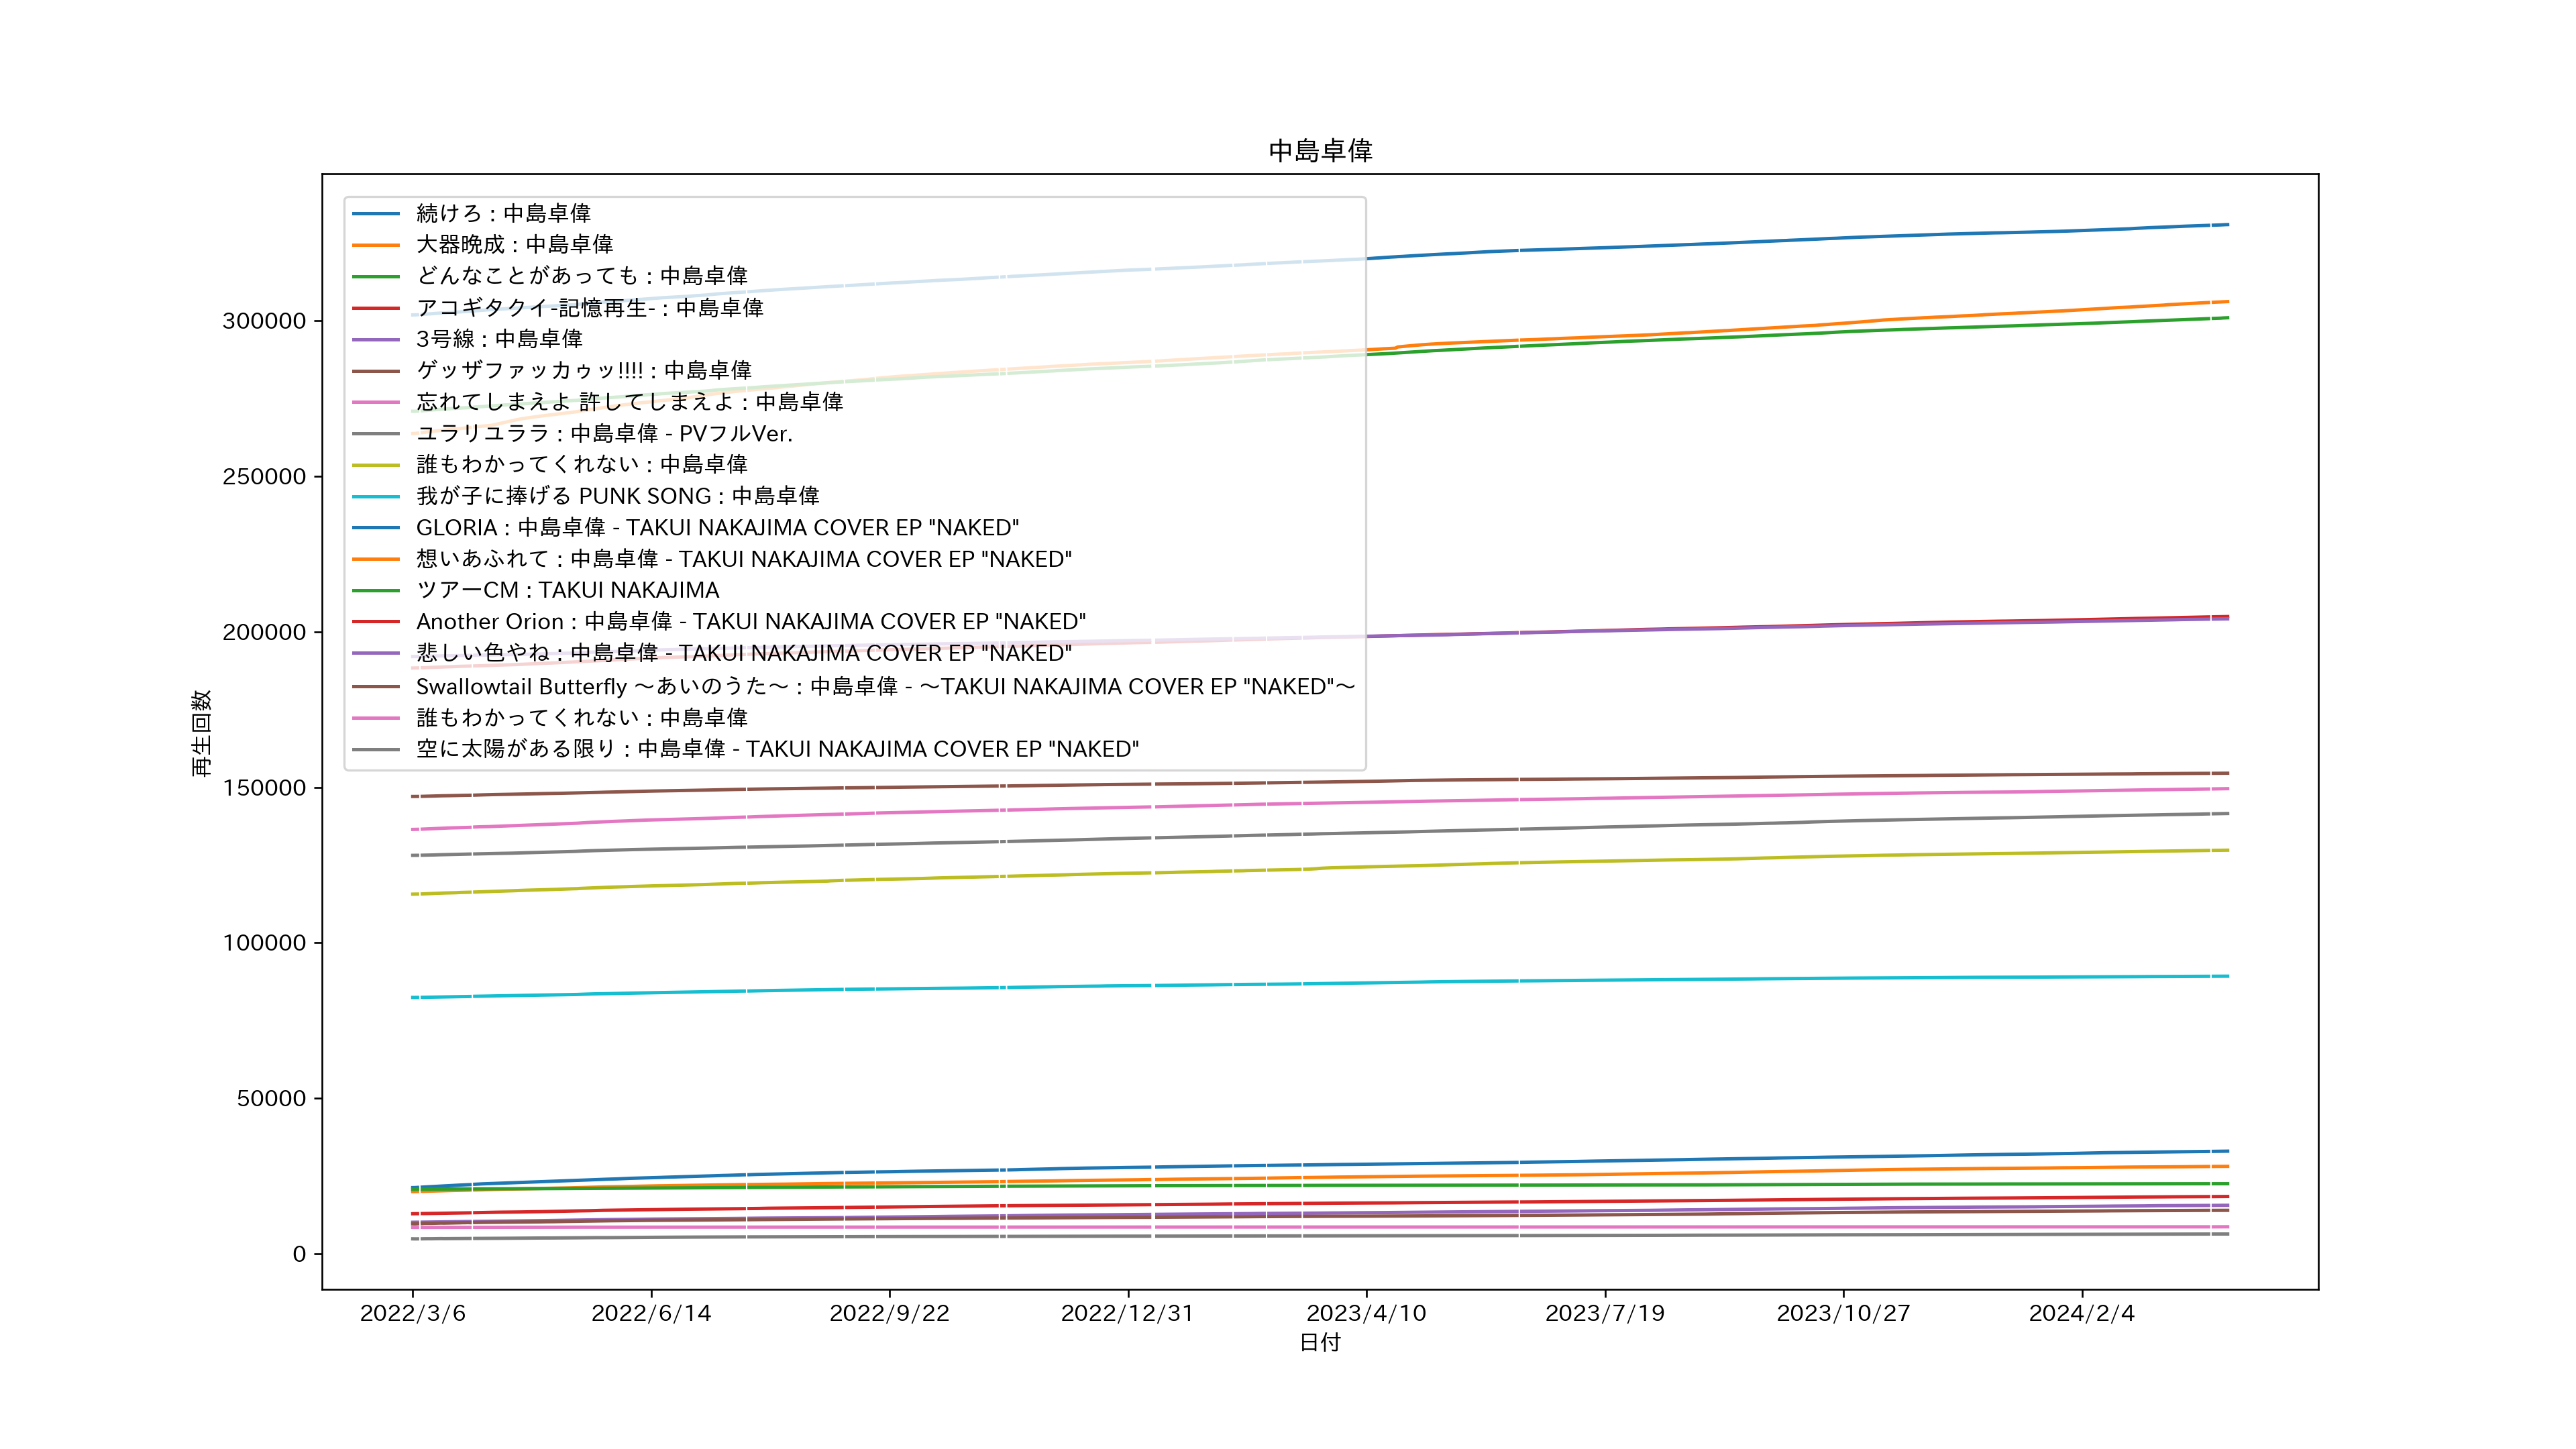 中島卓偉
続けろ : 中島卓偉
大器晩成 : 中島卓偉
どんなことがあっても : 中島卓偉
アコギタクイ-記憶再生- : 中島卓偉
3号線 : 中島卓偉
ゲッザファッカゥッ!!!! : 中島卓偉
忘れてしまえよ 許してしまえよ : 中島卓偉
ユラリユララ : 中島卓偉 - PVフルVer.
誰もわかってくれない : 中島卓偉
我が子に捧げる PUNK SONG : 中島卓偉
GLORIA : 中島卓偉 - TAKUI NAKAJIMA COVER EP "NAKED"
想いあふれて : 中島卓偉 - TAKUI NAKAJIMA COVER EP "NAKED"
ツアーCM : TAKUI NAKAJIMA
Another Orion : 中島卓偉 - TAKUI NAKAJIMA COVER EP "NAKED"
悲しい色やね : 中島卓偉 - TAKUI NAKAJIMA COVER EP "NAKED"
Swallowtail Butterfly ～あいのうた～ : 中島卓偉 - ～TAKUI NAKAJIMA COVER EP "NAKED"～
誰もわかってくれない : 中島卓偉
空に太陽がある限り : 中島卓偉 - TAKUI NAKAJIMA COVER EP "NAKED"
再生回数
300000
250000
200000
150000
100000
50000
0
2022/3/6 2022/6/14 2022/9/22 2022/12/31 2023/4/10 2023/7/19 2023/10/27 2024/2/4
日付